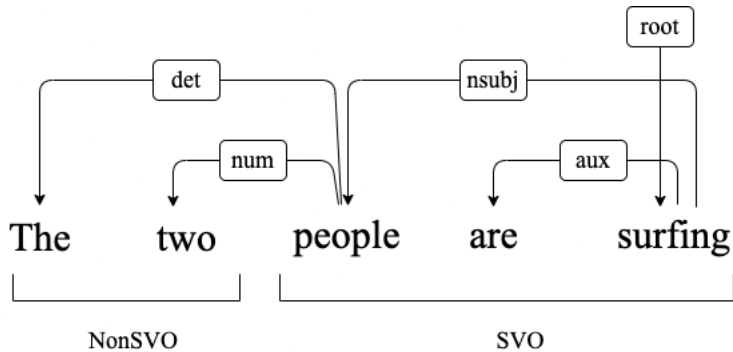 root
det nsubj
num aux
The two people are surfing
NonSVO SVO